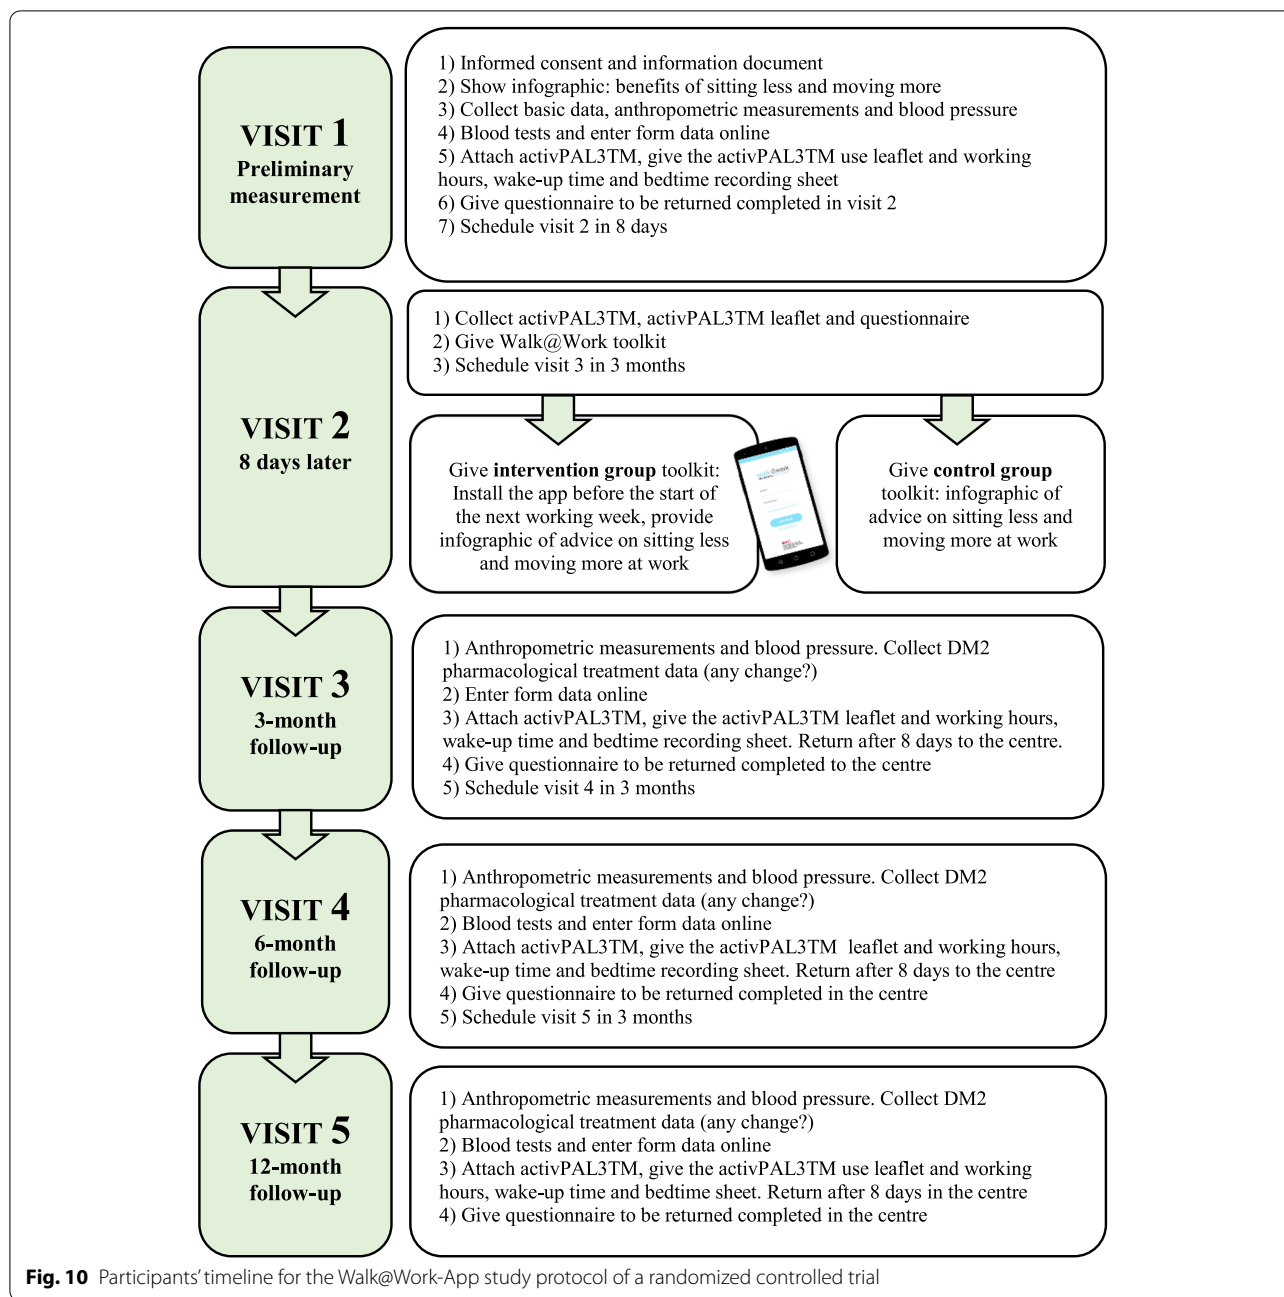 VISIT 1
Preliminary
measurement
1) Informed consent and information document
2) Show infographic: benefits of sitting less and moving more
3) Collect basic data, anthropometric measurements and blood pressure
4) Blood tests and enter form data online
5) Attach activPAL3TM, give the activPAL3TM use leaflet and working
hours, wake-up time and bedtime recording sheet
6) Give questionnaire to be returned completed in visit 2
7) Schedule visit 2 in 8 days
VISIT 2
8 days later
1) Collect activPAL3TM, activPAL3TM leaflet and questionnaire
2) Give Walk@Work toolkit
3) Schedule visit 3 in 3 months
Give intervention group toolkit:
Install the app before the start of
the next working week, provide
infographic of advice on sitting less
and moving more at work
walk@work
Give control group
toolkit: infographic of
advice on sitting less and
moving more at work
VISIT 3
3-month
follow-up
1) Anthropometric measurements and blood pressure. Collect DM2
pharmacological treatment data (any change?)
2) Enter form data online
3) Attach activPAL3TM, give the activPAL3TM leaflet and working hours,
wake-up time and bedtime recording sheet. Return after 8 days to the centre.
4) Give questionnaire to be returned completed to the centre
5) Schedule visit 4 in 3 months
VISIT 4
6-month
follow-up
1) Anthropometric measurements and blood pressure. Collect DM2
pharmacological treatment data (any change?)
2) Blood tests and enter form data online
3) Attach activPAL3TM, give the activPAL3TM leaflet and working hours,
wake-up time and bedtime recording sheet. Return after 8 days to the centre
4) Give questionnaire to be returned completed in the centre
5) Schedule visit 5 in 3 months
VISIT 5
12-month
follow-up
1) Anthropometric measurements and blood pressure. Collect DM2
pharmacological treatment data (any change?)
2) Blood tests and enter form data online
3) Attach activPAL3TM, give the activPAL3TM use leaflet and working
hours, wake-up time and bedtime sheet. Return after 8 days in the centre
4) Give questionnaire to be returned completed in the centre
Fig. 10 Participants' timeline for the Walk@Work-App study protocol of a randomized controlled trial